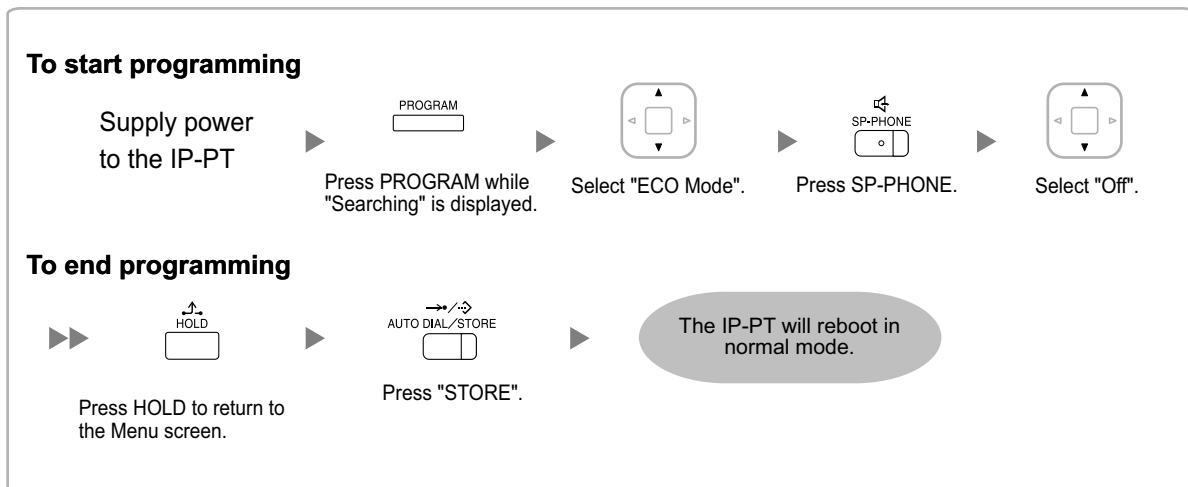 To start programming
Supply power
to the IP-PT
PROGRAM
Press PROGRAM while
"Searching" is displayed.
Select "ECO Mode".
SP-PHONE
Press SP-PHONE.
Select "Off".
To end programming
HOLD
Press HOLD to return to
the Menu screen.
AUTO DIAL/STORE
Press "STORE".
The IP-PT will reboot in
normal mode.